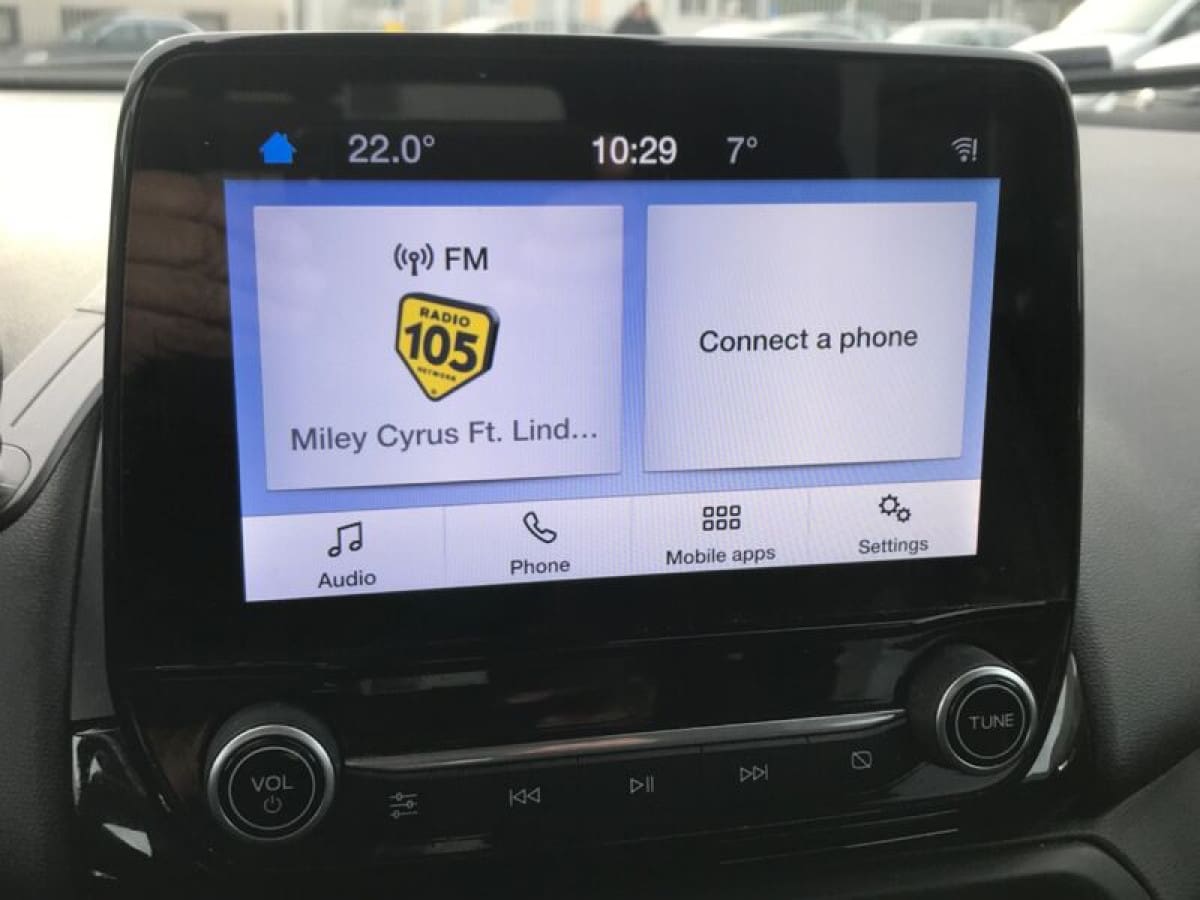 22.0° 10:29 7°
FM
RADIO
105
NETWORK
Miley Cyrus Ft. Lind...
Connect a phone
Audio Phone Mobile apps Settings
VOL
TUNE